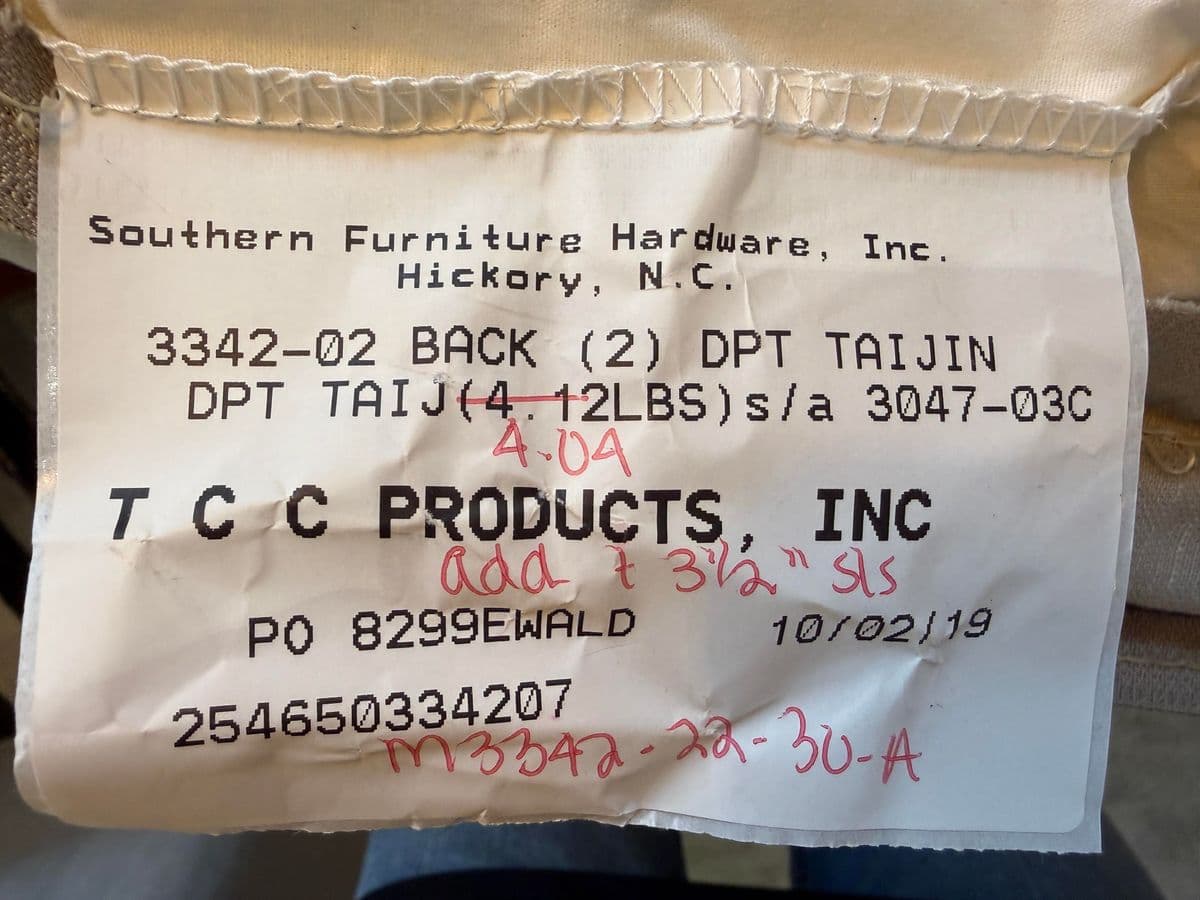 Southern Furniture Hardware, Inc.
Hickory, N.C.
3342-02 BACK (2) DPT TAIJIN
DPT TAIJ(4.12LBS)s/a 3047-03C
4.04
T C C PRODUCTS, INC
add 3½" sls
PO 8299EWALD 10/02/19
254650334207
M3342-22-30-A